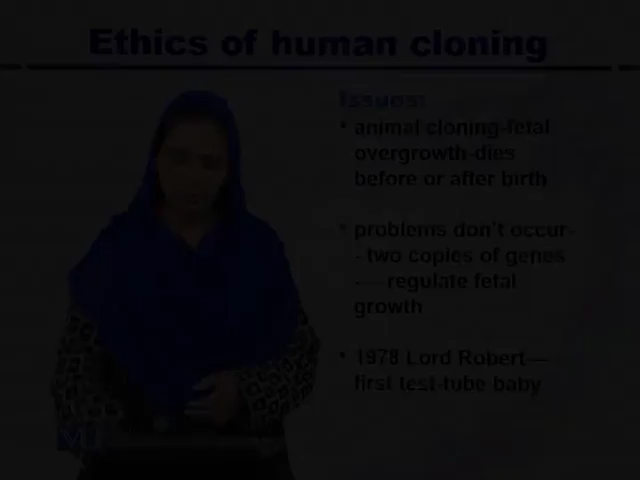 Ethics of human cloning
Issues:
• animal cloning-fetal
overgrowth-dies
before or after birth
• problems don't occur-
- two copies of genes
---- regulate fetal
growth
• 1978 Lord Robert—
first test-tube baby